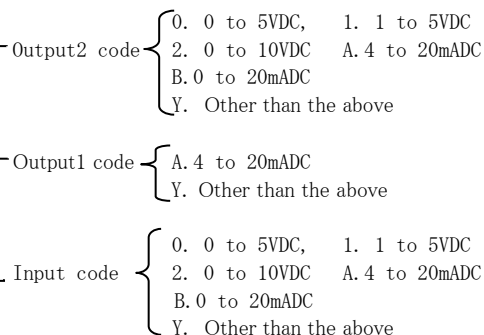 0. 0 to 5VDC, 1. 1 to 5VDC
Output2 code 2. 0 to 10VDC A.4 to 20mADC
B.0 to 20mADC
Y. Other than the above
Output1 code A.4 to 20mADC
Y. Other than the above
0. 0 to 5VDC, 1. 1 to 5VDC
Input code 2. 0 to 10VDC A.4 to 20mADC
B.0 to 20mADC
Y. Other than the above